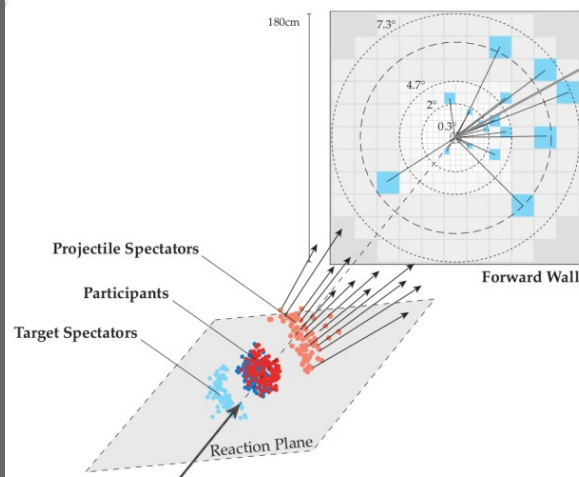 180cm
7.3°
4.7°
2°
0.3°
Forward Wall
Projectile Spectators
Participants
Target Spectators
Reaction Plane